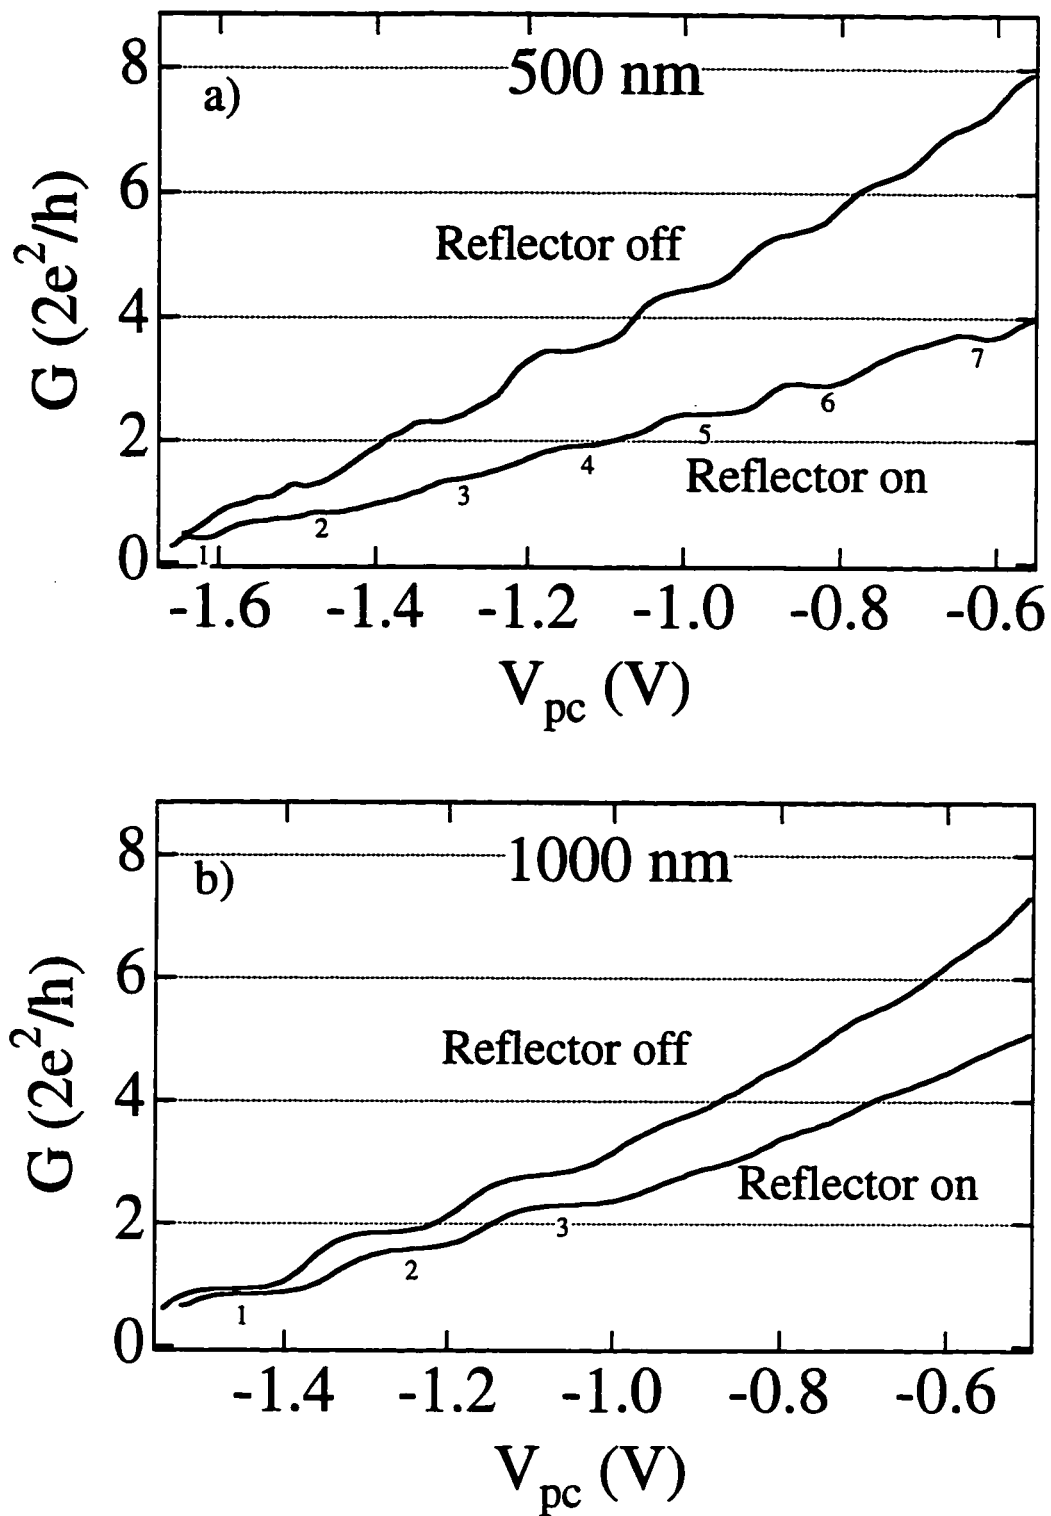 500 nm
a)
8
6
4
2
0
G (2e²/h)
Reflector off
Reflector on
1
2
3
4
5
6
7
-1.6 -1.4 -1.2 -1.0 -0.8 -0.6
V_pc (V)
1000 nm
b)
8
6
4
2
0
G (2e²/h)
Reflector off
Reflector on
1
2
3
-1.4 -1.2 -1.0 -0.8 -0.6
V_pc (V)